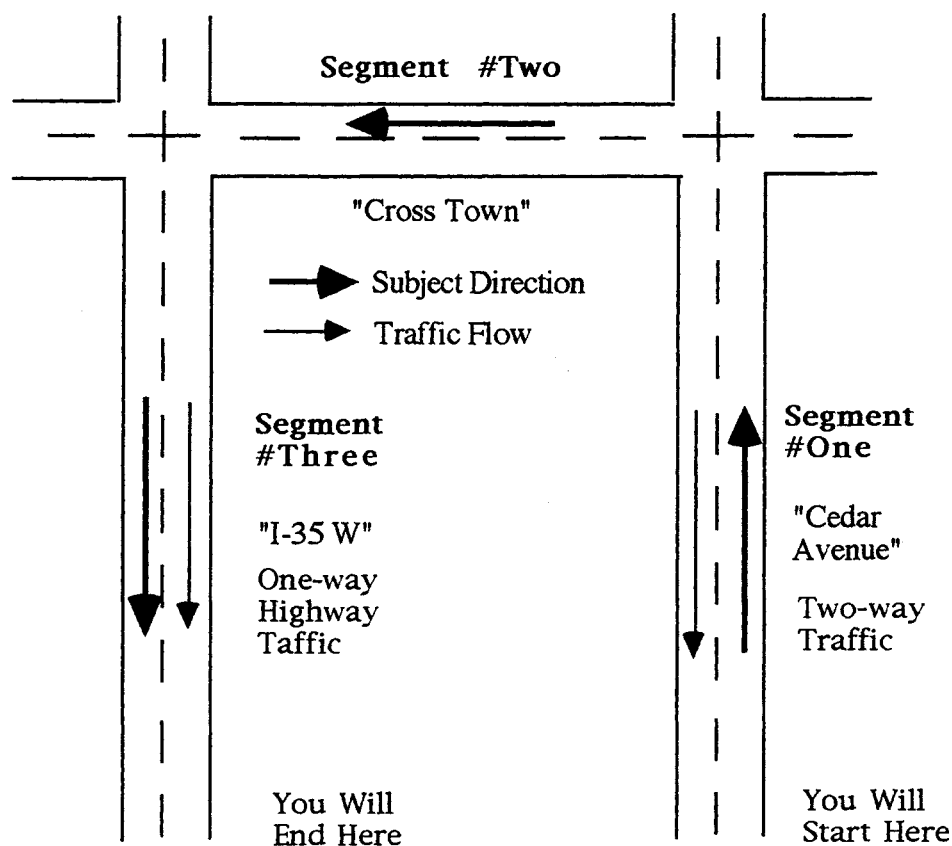 Segment #Two
"Cross Town"
Subject Direction
Traffic Flow
Segment
#Three
"I-35 W"
One-way
Highway
Taffic
You Will
End Here
Segment
#One
"Cedar
Avenue"
Two-way
Traffic
You Will
Start Here